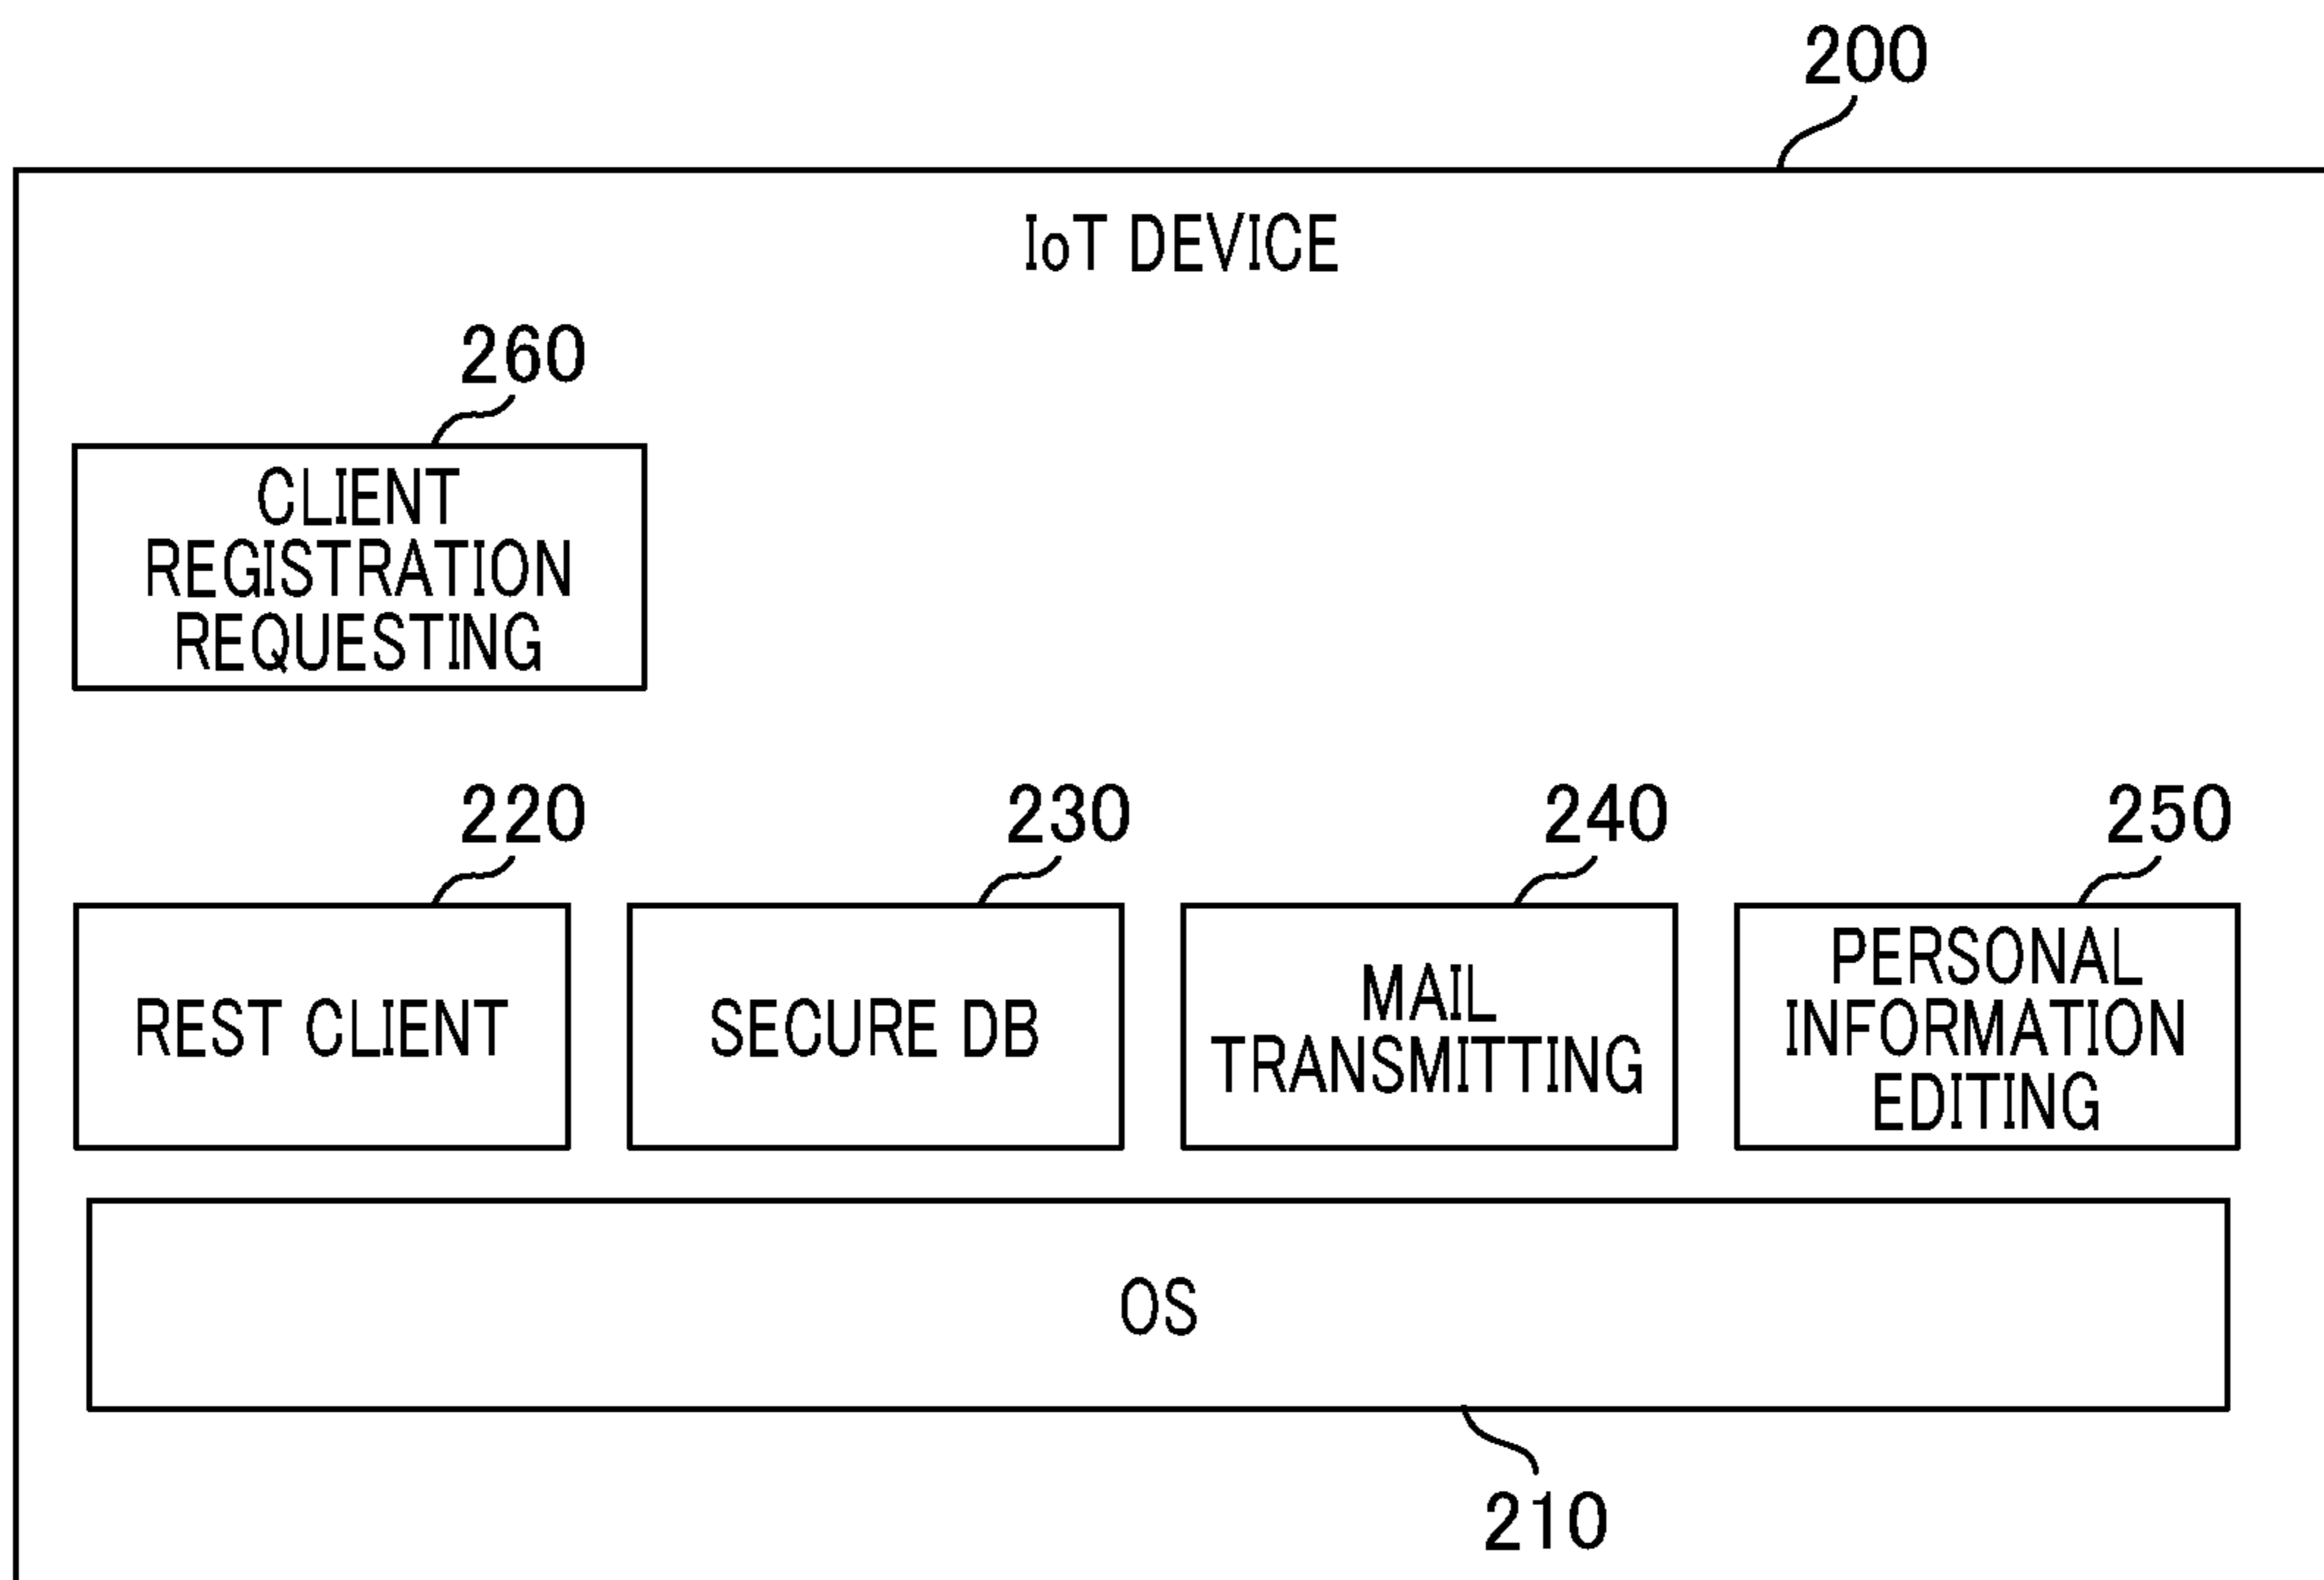 200
IoT DEVICE
260
CLIENT
REGISTRATION
REQUESTING
220
230
240
250
REST CLIENT
SECURE DB
MAIL
TRANSMITTING
PERSONAL
INFORMATION
EDITING
OS
210